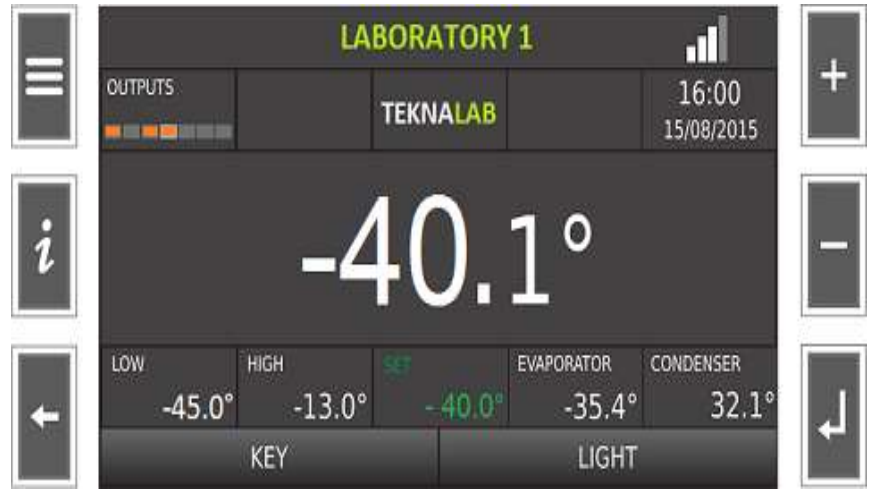 LABORATORY 1
OUTPUTS
TEKNALAB
16:00
15/08/2015
-40.1°
LOW HIGH SET EVAPORATOR CONDENSER
-45.0° -13.0° - 40.0° -35.4° 32.1°
KEY LIGHT
i
+
-